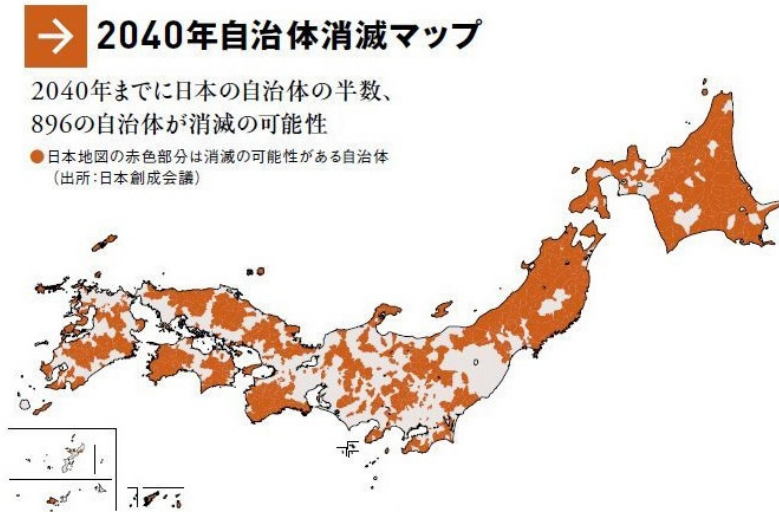 2040年自治体消滅マップ
2040年までに日本の自治体の半数、
896の自治体が消滅の可能性
●日本地図の赤色部分は消滅の可能性がある自治体
（出所：日本創成会議）